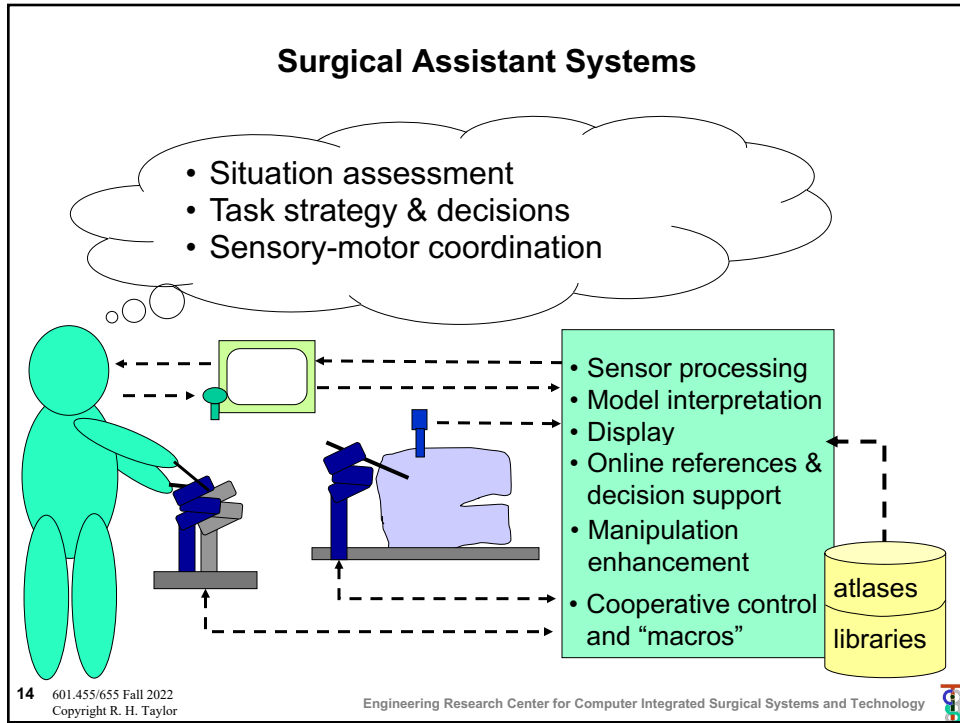 Surgical Assistant Systems
• Situation assessment
• Task strategy & decisions
• Sensory-motor coordination
• Sensor processing
• Model interpretation
• Display
• Online references &
decision support
• Manipulation
enhancement
• Cooperative control
and “macros”
atlases
libraries
14 601.455/655 Fall 2022
Copyright R. H. Taylor
Engineering Research Center for Computer Integrated Surgical Systems and Technology